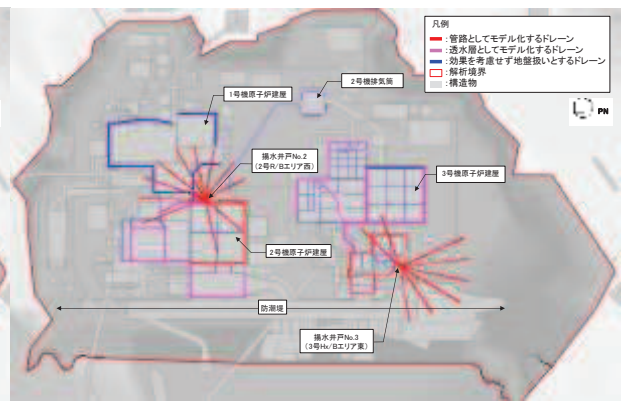 凡例
:管路としてモデル化するドレーン
:透水層としてモデル化するドレーン
:効果を考慮せず地盤扱いとするドレーン
:解析境界
:構造物
PN
2号機排気筒
1号機原子炉建屋
揚水井戸No.2
(2号R/Bエリア西)
3号機原子炉建屋
2号機原子炉建屋
防潮堤
揚水井戸No.3
(3号Hx/Bエリア東)